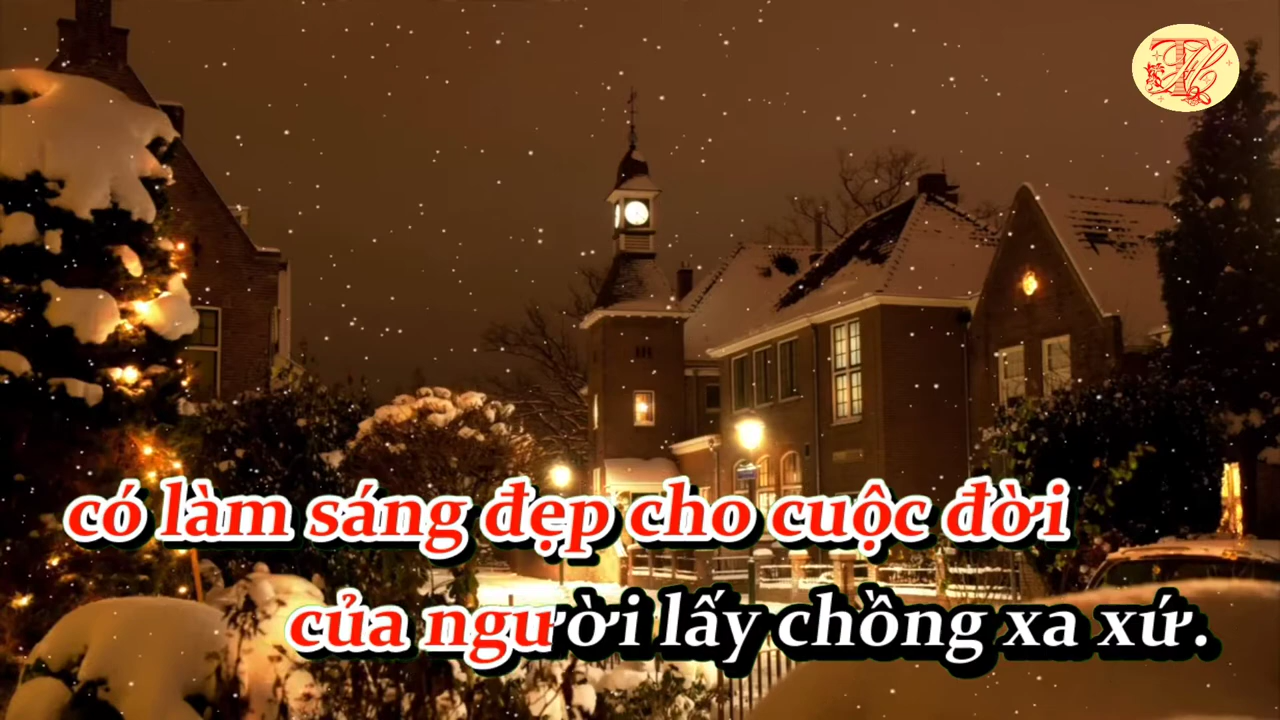 có làm sáng đẹp cho cuộc đời
của người lấy chồng xa xứ.